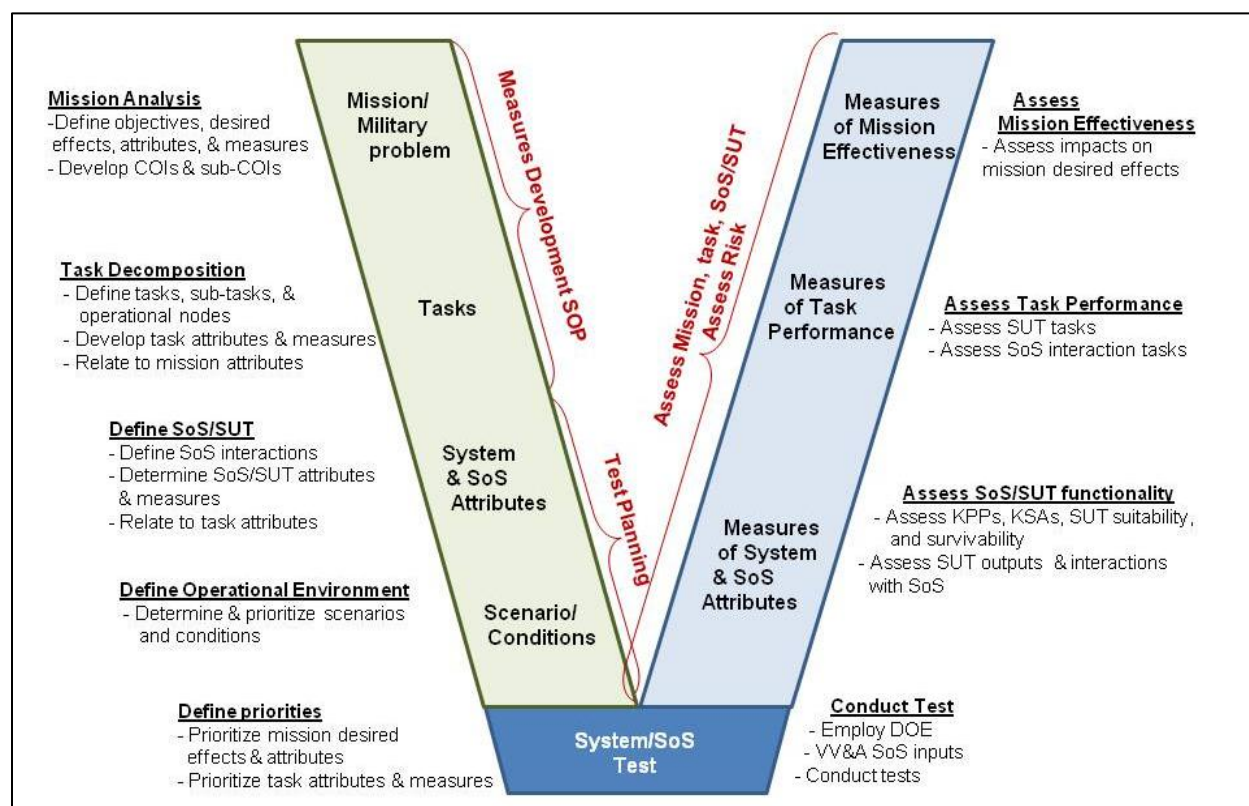 Mission Analysis
-Define objectives, desired
effects, attributes, & measures
- Develop COIs & sub-COIs
Task Decomposition
- Define tasks, sub-tasks, &
operational nodes
- Develop task attributes & measures
- Relate to mission attributes
Define SoS/SUT
- Define SoS interactions
- Determine SoS/SUT attributes
& measures
- Relate to task attributes
Define Operational Environment
- Determine & prioritize scenarios
and conditions
Define priorities
- Prioritize mission desired
effects & attributes
- Prioritize task attributes & measures
Mission/
Military
problem
Tasks
System
& SoS
Attributes
Scenario/
Conditions
Measures Development SOP
Test Planning
System/SoS
Test
Assess Mission, task, SoS/SUT
Assess Risk
Measures
of Mission
Effectiveness
Measures
of Task
Performance
Measures
of System
& SoS
Attributes
Assess
Mission Effectiveness
- Assess impacts on
mission desired effects
Assess Task Performance
- Assess SUT tasks
- Assess SoS interaction tasks
Assess SoS/SUT functionality
- Assess KPPs, KSAs, SUT suitability,
and survivability
- Assess SUT outputs & interactions
with SoS
Conduct Test
- Employ DOE
- VV&A SoS inputs
- Conduct tests